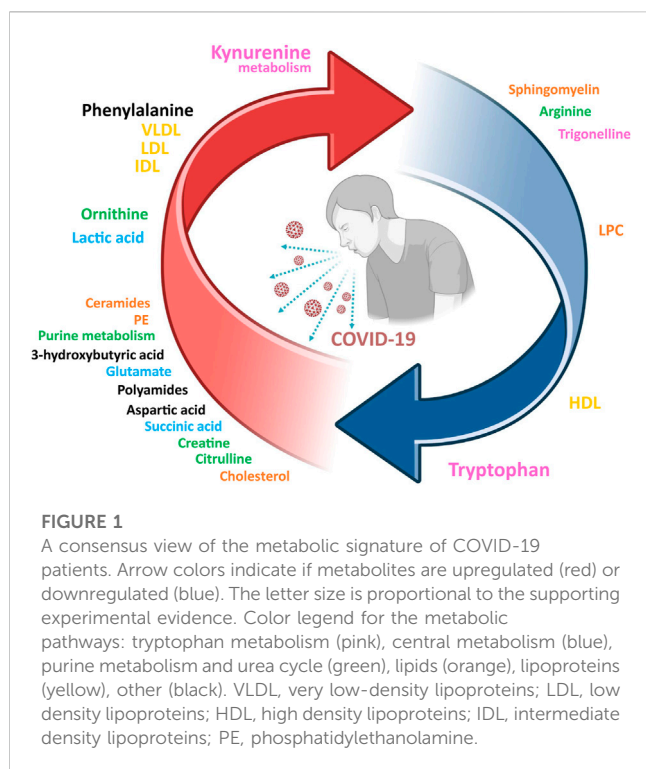 Kynurenine
metabolism
Phenylalanine
VLDL
LDL
IDL
Ornithine
Lactic acid
Ceramides
PE
Purine metabolism
3-hydroxybutyric acid
Glutamate
Polyamides
Aspartic acid
Succinic acid
Creatine
Citrulline
Cholesterol
COVID-19
Sphingomyelin
Arginine
Trigonelline
LPC
HDL
Tryptophan
FIGURE 1
A consensus view of the metabolic signature of COVID-19
patients. Arrow colors indicate if metabolites are upregulated (red) or
downregulated (blue). The letter size is proportional to the supporting
experimental evidence. Color legend for the metabolic
pathways: tryptophan metabolism (pink), central metabolism (blue),
purine metabolism and urea cycle (green), lipids (orange), lipoproteins
(yellow), other (black). VLDL, very low-density lipoproteins; LDL, low
density lipoproteins; HDL, high density lipoproteins; IDL, intermediate
density lipoproteins; PE, phosphatidylethanolamine.